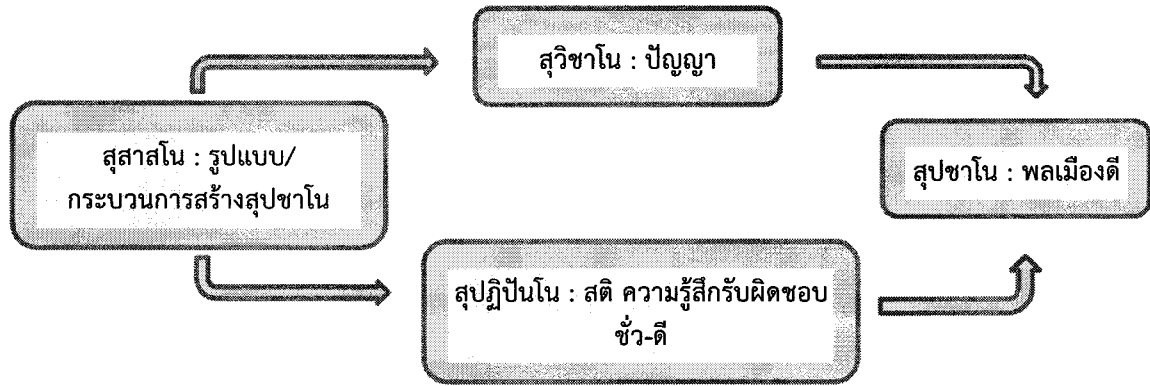 สุวิชาโน : ปัญญา
สุสาสโน : รูปแบบ/
กระบวนการสร้างสุปชาโน
สุปชาโน : พลเมืองดี
สุปฏิปันโน : สติ ความรู้สึกรับผิดชอบ
ชั่ว-ดี